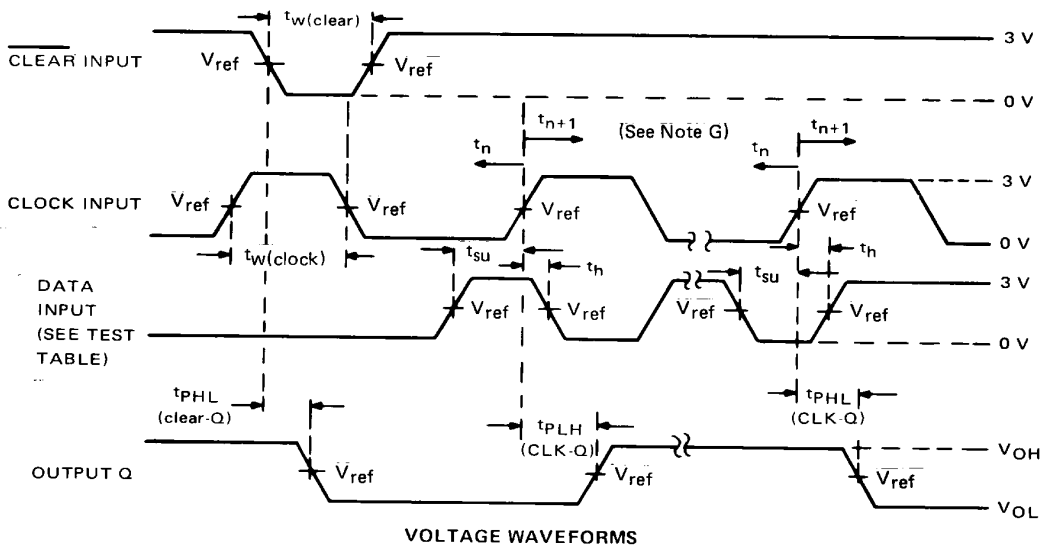 tw(clear)
3 V
CLEAR INPUT
Vref
Vref
0 V
tn+1
(See Note G)
tn+1
tn
tn
3 V
CLOCK INPUT
Vref
Vref
Vref
Vref
0 V
tw(clock)
tsu
th
tsu
th
DATA
INPUT
(SEE TEST
TABLE)
3 V
Vref
Vref
Vref
Vref
0 V
tPHL
(clear-Q)
tPLH
(CLK-Q)
tPHL
(CLK-Q)
VOH
OUTPUT Q
Vref
Vref
Vref
VOL
VOLTAGE WAVEFORMS